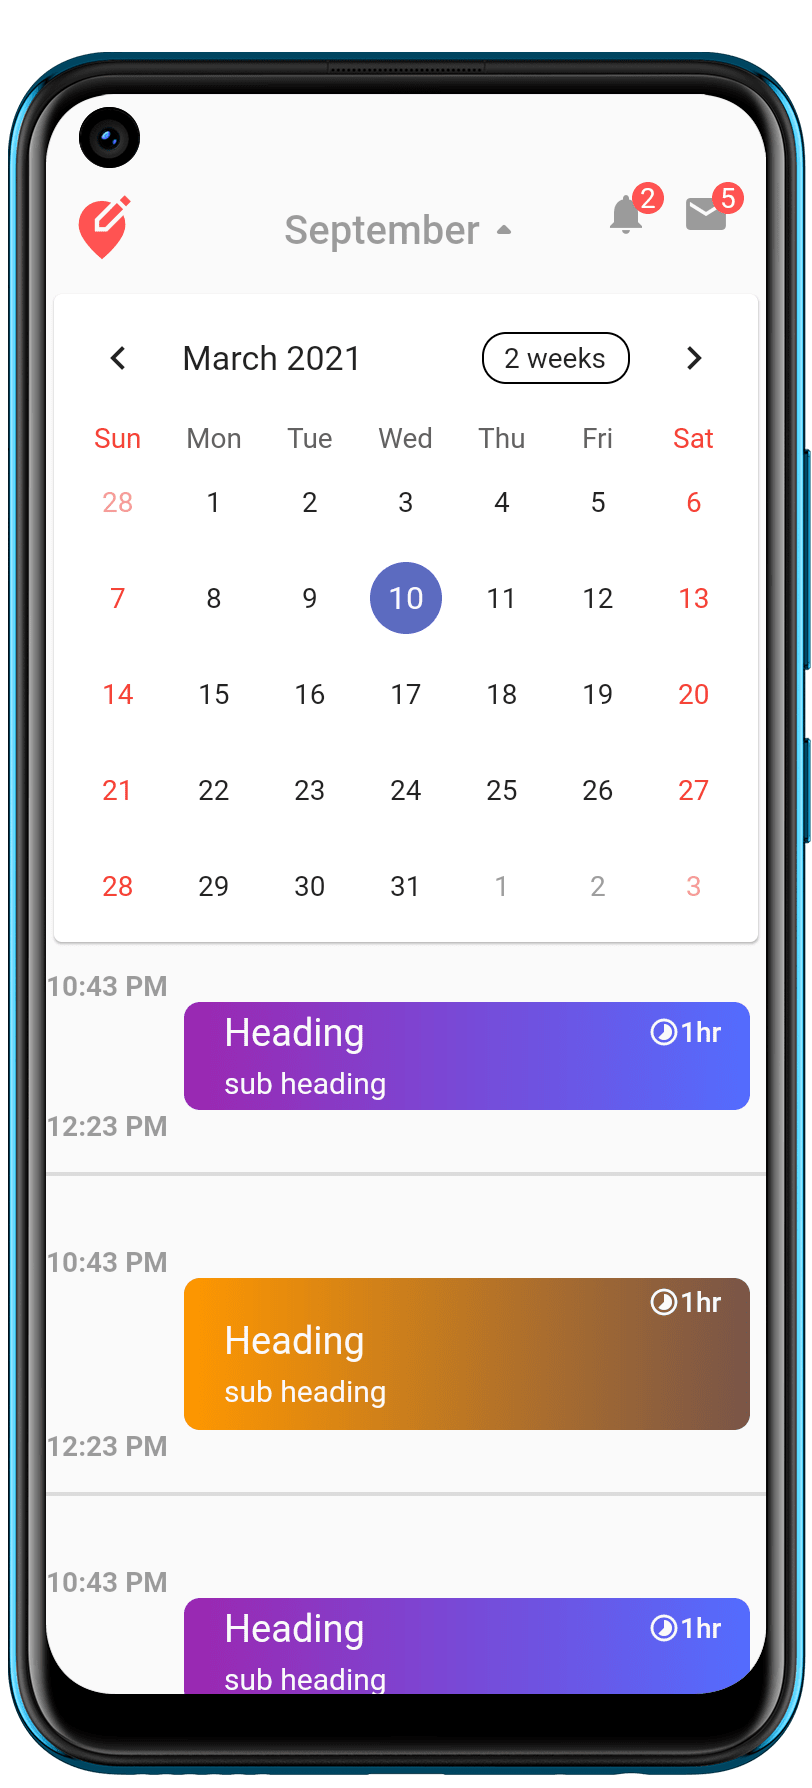 September
2
5
March 2021
2 weeks
Sun Mon Tue Wed Thu Fri Sat
28 1 2 3 4 5 6
7 8 9 10 11 12 13
14 15 16 17 18 19 20
21 22 23 24 25 26 27
28 29 30 31 1 2 3
10:43 PM
Heading
1hr
sub heading
12:23 PM
10:43 PM
1hr
Heading
sub heading
12:23 PM
10:43 PM
Heading
1hr
sub heading